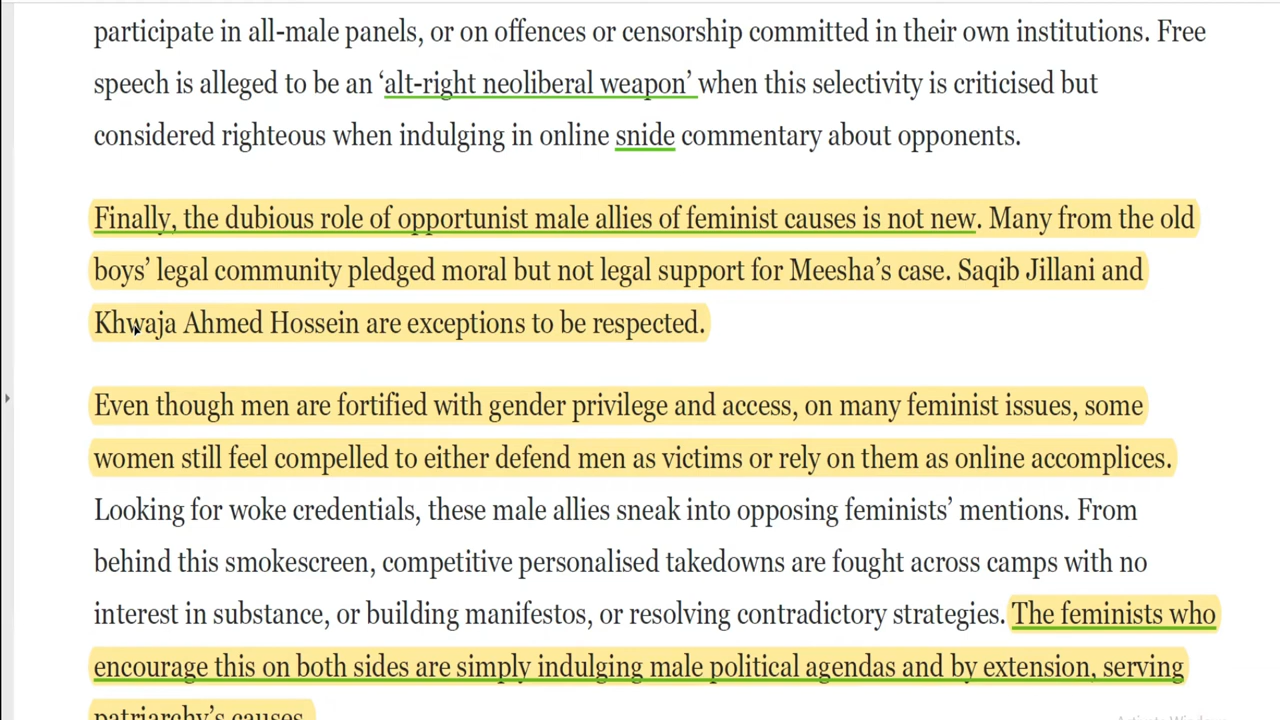 participate in all-male panels, or on offences or censorship committed in their own institutions. Free
speech is alleged to be an ‘alt-right neoliberal weapon’ when this selectivity is criticised but
considered righteous when indulging in online snide commentary about opponents.
Finally, the dubious role of opportunist male allies of feminist causes is not new. Many from the old
boys’ legal community pledged moral but not legal support for Meesha’s case. Saqib Jillani and
Khwaja Ahmed Hossein are exceptions to be respected.
Even though men are fortified with gender privilege and access, on many feminist issues, some
women still feel compelled to either defend men as victims or rely on them as online accomplices.
Looking for woke credentials, these male allies sneak into opposing feminists’ mentions. From
behind this smokescreen, competitive personalised takedowns are fought across camps with no
interest in substance, or building manifestos, or resolving contradictory strategies. The feminists who
encourage this on both sides are simply indulging male political agendas and by extension, serving
patriarchy’s causes.